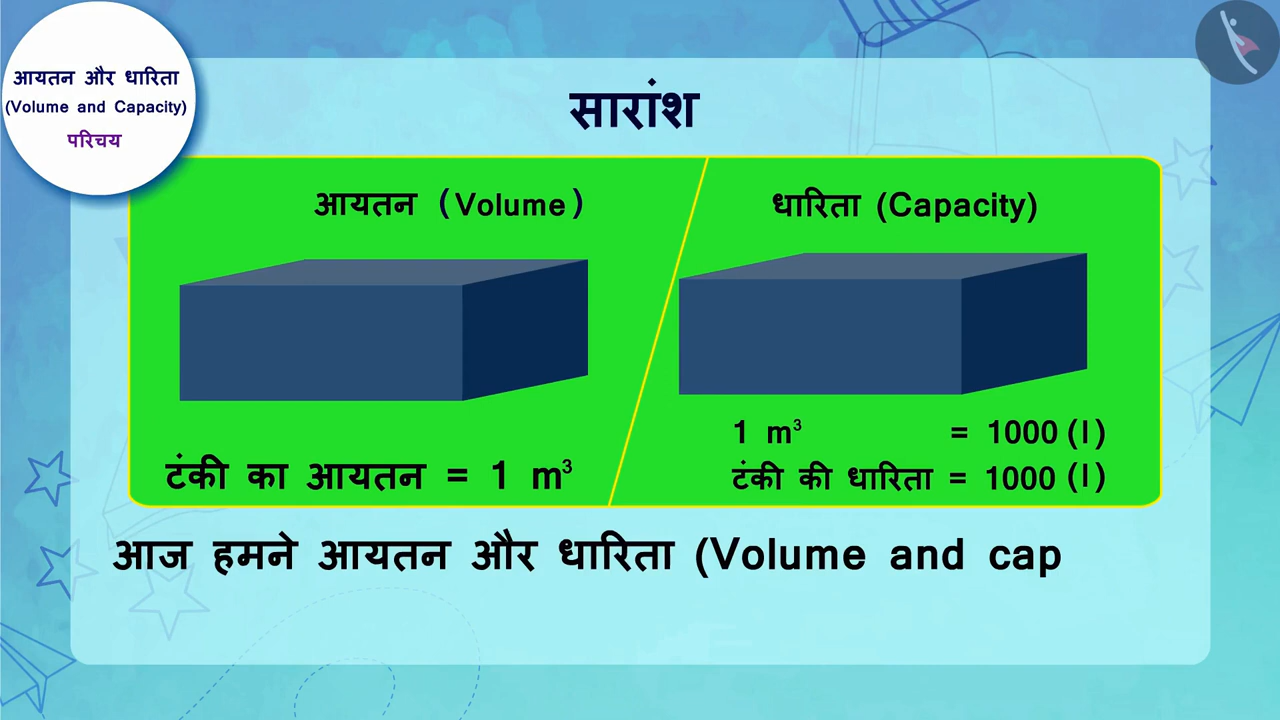 आयतन और धारिता
(Volume and Capacity)
परिचय
सारांश
आयतन (Volume)
टंकी का आयतन = 1 m³
धारिता (Capacity)
1 m³ = 1000 (l)
टंकी की धारिता = 1000 (l)
आज हमने आयतन और धारिता (Volume and cap